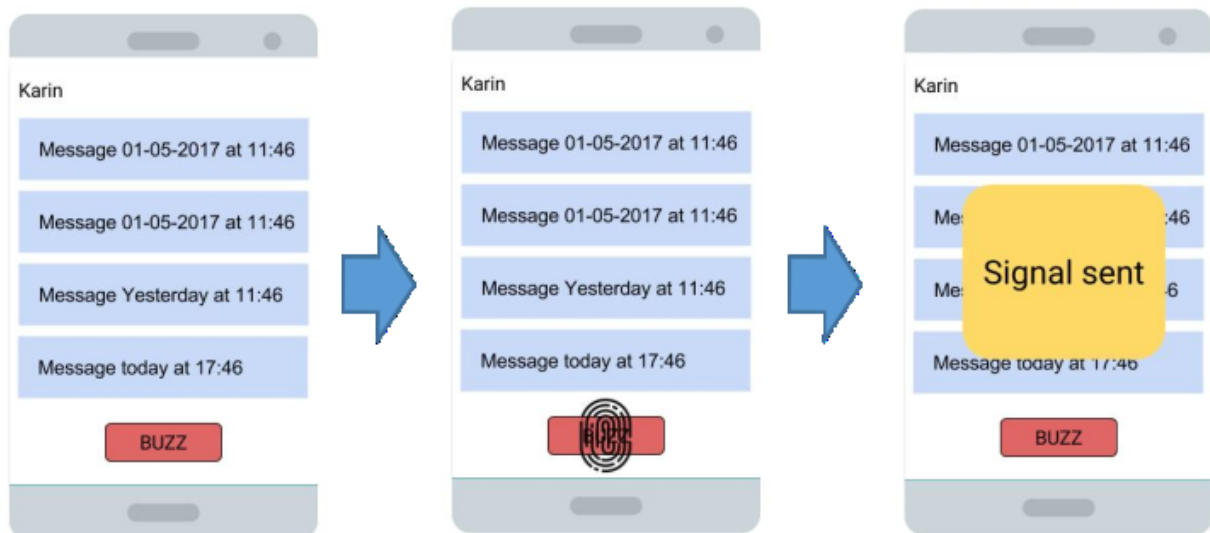 Karin
Message 01-05-2017 at 11:46
Message 01-05-2017 at 11:46
Message Yesterday at 11:46
Message today at 17:46
BUZZ
Karin
Message 01-05-2017 at 11:46
Message 01-05-2017 at 11:46
Message Yesterday at 11:46
Message today at 17:46
BUZZ
Karin
Message 01-05-2017 at 11:46
:46
Signal sent
Message today at 17:46
BUZZ